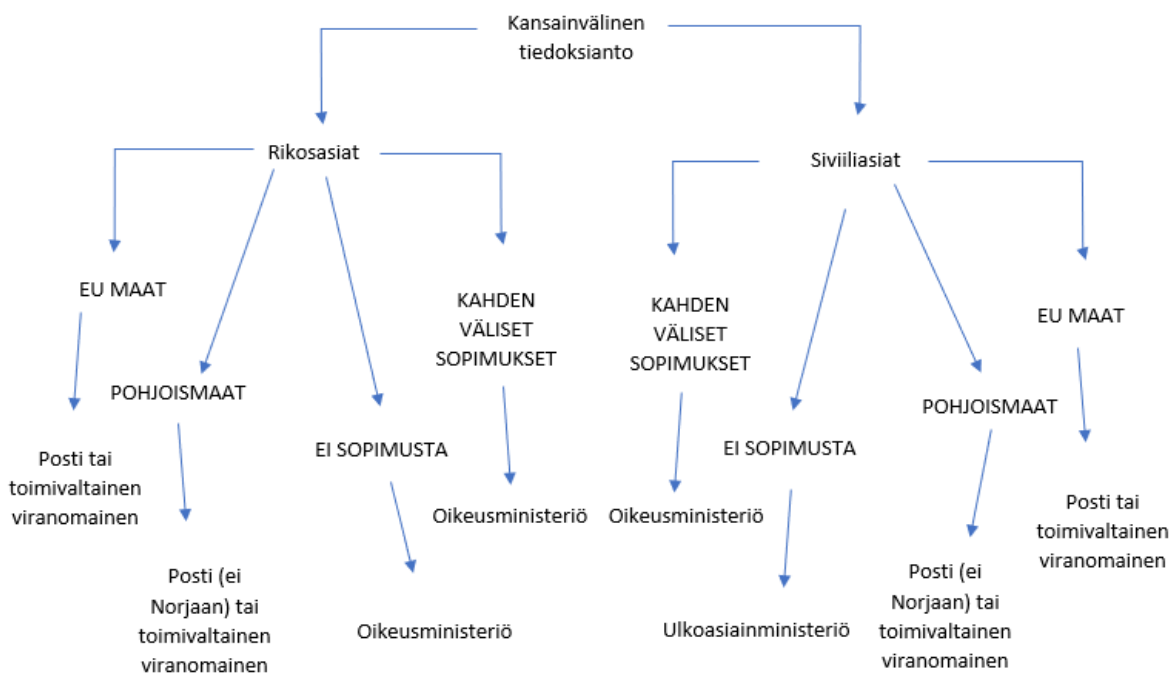 Kansainvälinen
tiedoksianto
Rikosasiat
Siviiliasiat
EU MAAT
POHJOISMAAT
EI SOPIMUSTA
KAHDEN
VÄLISET
SOPIMUKSET
KAHDEN
VÄLISET
SOPIMUKSET
EI SOPIMUSTA
POHJOISMAAT
EU MAAT
Posti tai
toimivaltainen
viranomainen
Posti (ei
Norjaan) tai
toimivaltainen
viranomainen
Oikeusministeriö
Oikeusministeriö
Oikeusministeriö
Ulkoasiainministeriö
Posti (ei
Norjaan) tai
toimivaltainen
viranomainen
Posti tai
toimivaltainen
viranomainen